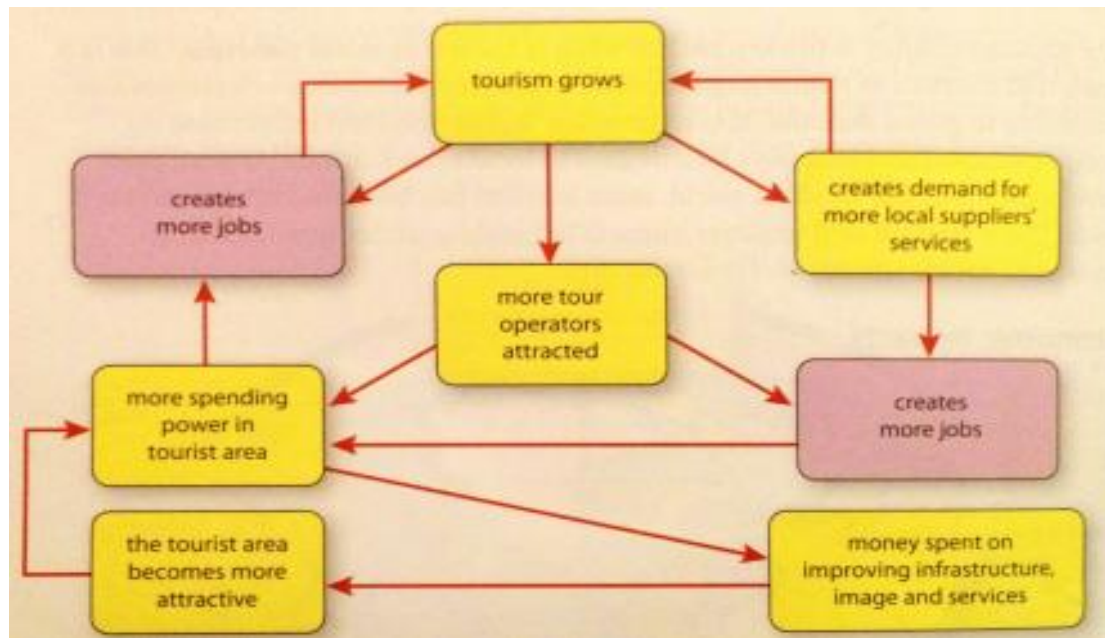 tourism grows
creates
more jobs
creates demand for
more local suppliers'
services
more tour
operators
attracted
more spending
power in
tourist area
creates
more jobs
the tourist area
becomes more
attractive
money spent on
improving infrastructure,
image and services